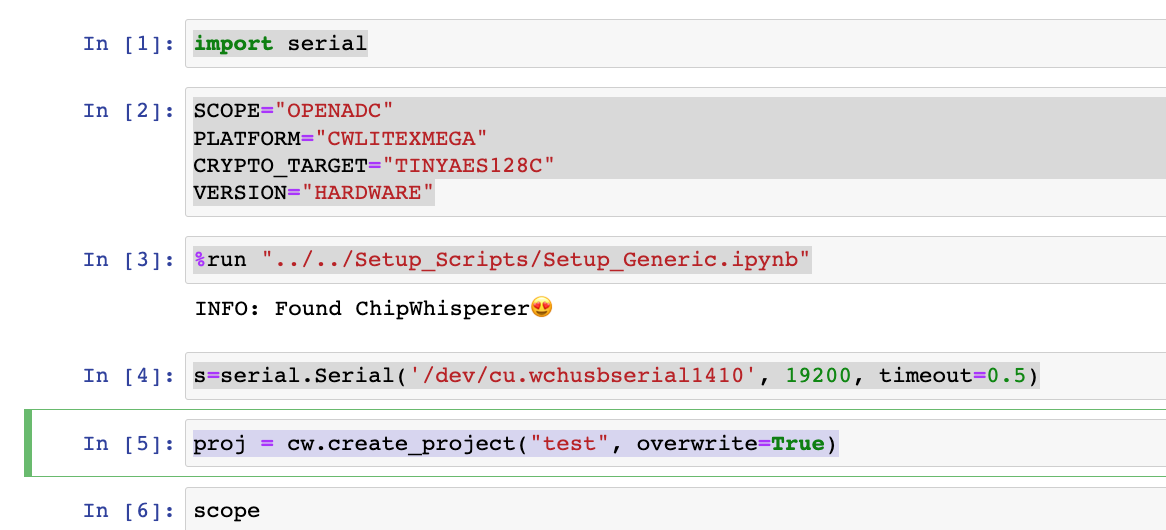 In [1]: import serial
In [2]: SCOPE="OPENADC"
PLATFORM="CWLITEXMEGA"
CRYPTO_TARGET="TINYAES128C"
VERSION="HARDWARE"
In [3]: %run "../../Setup_Scripts/Setup_Generic.ipynb"
INFO: Found ChipWhisperer😍
In [4]: s=serial.Serial('/dev/cu.wchusbserial1410', 19200, timeout=0.5)
In [5]: proj = cw.create_project("test", overwrite=True)
In [6]: scope